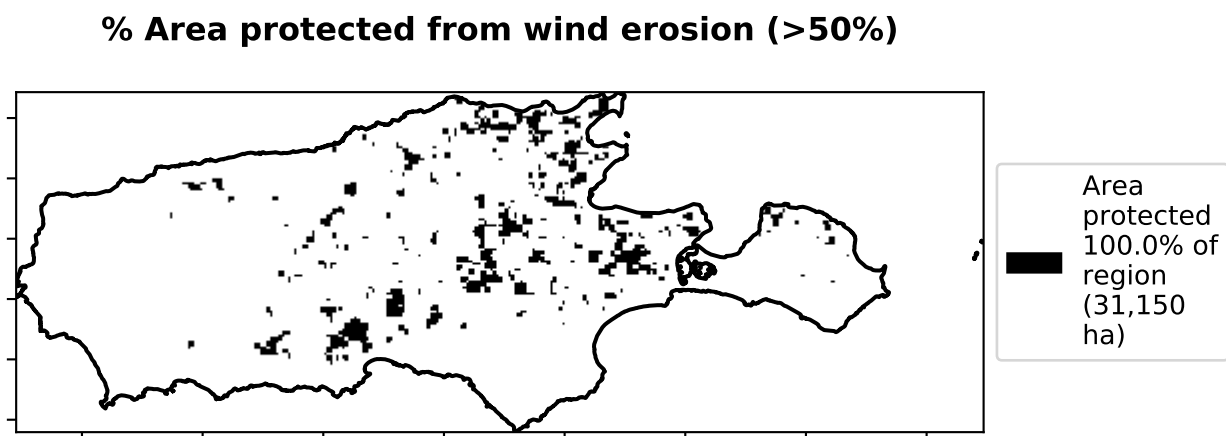 % Area protected from wind erosion (>50%)
Area
protected
100.0% of
region
(31,150
ha)